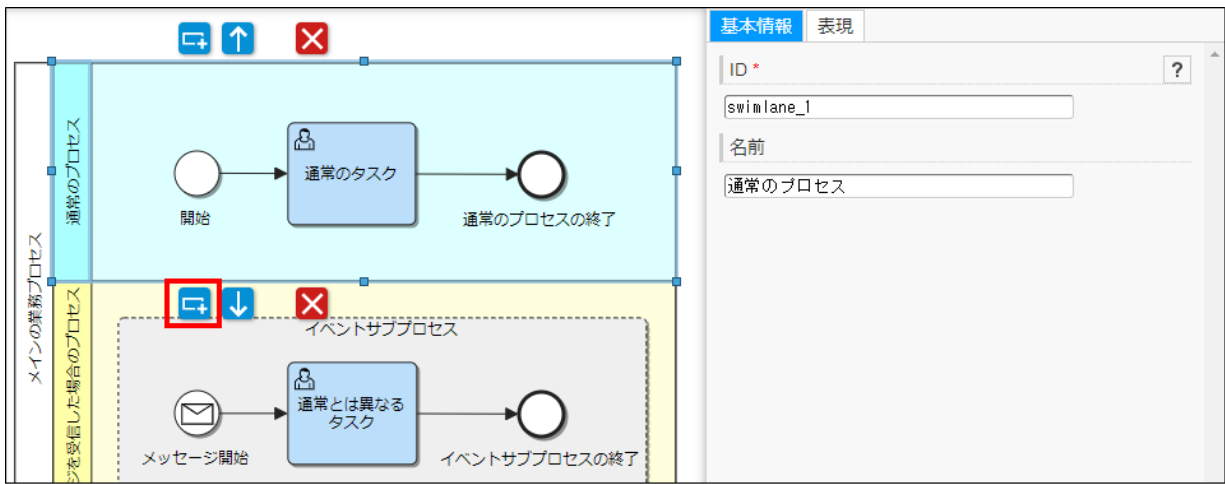 基本情報
表現
ID *
?
swimlane_1
名前
通常のプロセス
メインの業務プロセス
通常のプロセス
開始
通常のタスク
通常のプロセスの終了
ジを受信した場合のプロセス
イベントサブプロセス
メッセージ開始
通常とは異なる
タスク
イベントサブプロセスの終了